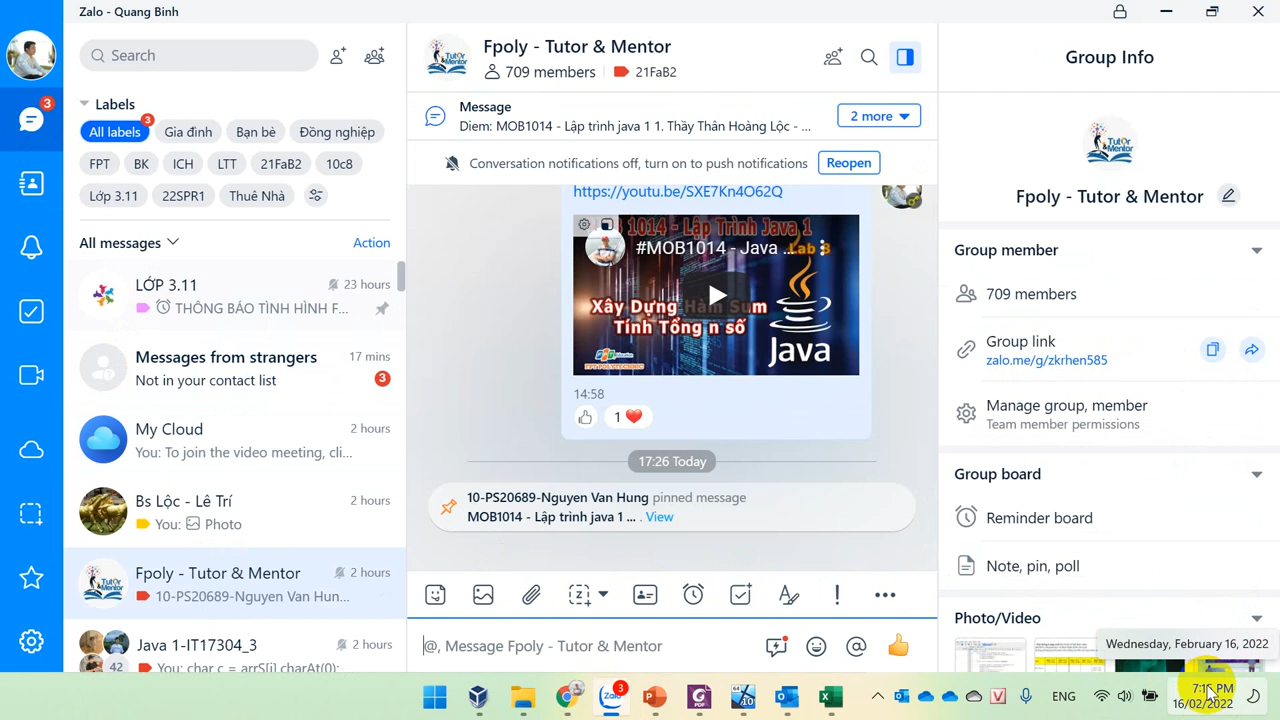 Zalo - Quang Binh
Search
Labels
All labels
3
Gia đình
Bạn bè
Đồng nghiệp
FPT
BK
ICH
LTT
21FaB2
10c8
Lớp 3.11
22SPR1
Thuê Nhà
All messages
Action
3
LỚP 3.11
23 hours
THÔNG BÁO TÌNH HÌNH F...
Messages from strangers
17 mins
Not in your contact list
3
My Cloud
2 hours
You: To join the video meeting, cli...
Bs Lộc - Lê Trí
2 hours
You: Photo
Fpoly - Tutor & Mentor
2 hours
10-PS20689-Nguyen Van Hun...
Java 1-IT17304_3
2 hours
42
You: char c = arrS[i].charAt(0);
Fpoly - Tutor & Mentor
709 members
21FaB2
Message
Diem: MOB1014 - Lập trình java 1 1. Thầy Thân Hoàng Lộc - ...
2 more
Conversation notifications off, turn on to push notifications
Reopen
https://youtu.be/SXE7Kn4O62Q
#MOB1014 - Java ...
Lab 3
Xây Dựng Hàm Sum
Tính Tổng n số
Java
14:58
1
17:26 Today
10-PS20689-Nguyen Van Hung pinned message
MOB1014 - Lập trình java 1 ... . View
@, Message Fpoly - Tutor & Mentor
Group Info
Tutor
Mentor
Fpoly - Tutor & Mentor
Group member
709 members
Group link
zalo.me/g/zkrhen585
Manage group, member
Team member permissions
Group board
Reminder board
Note, pin, poll
Photo/Video
Wednesday, February 16, 2022
Zalo
3
64
10
ENG
16/02/2022